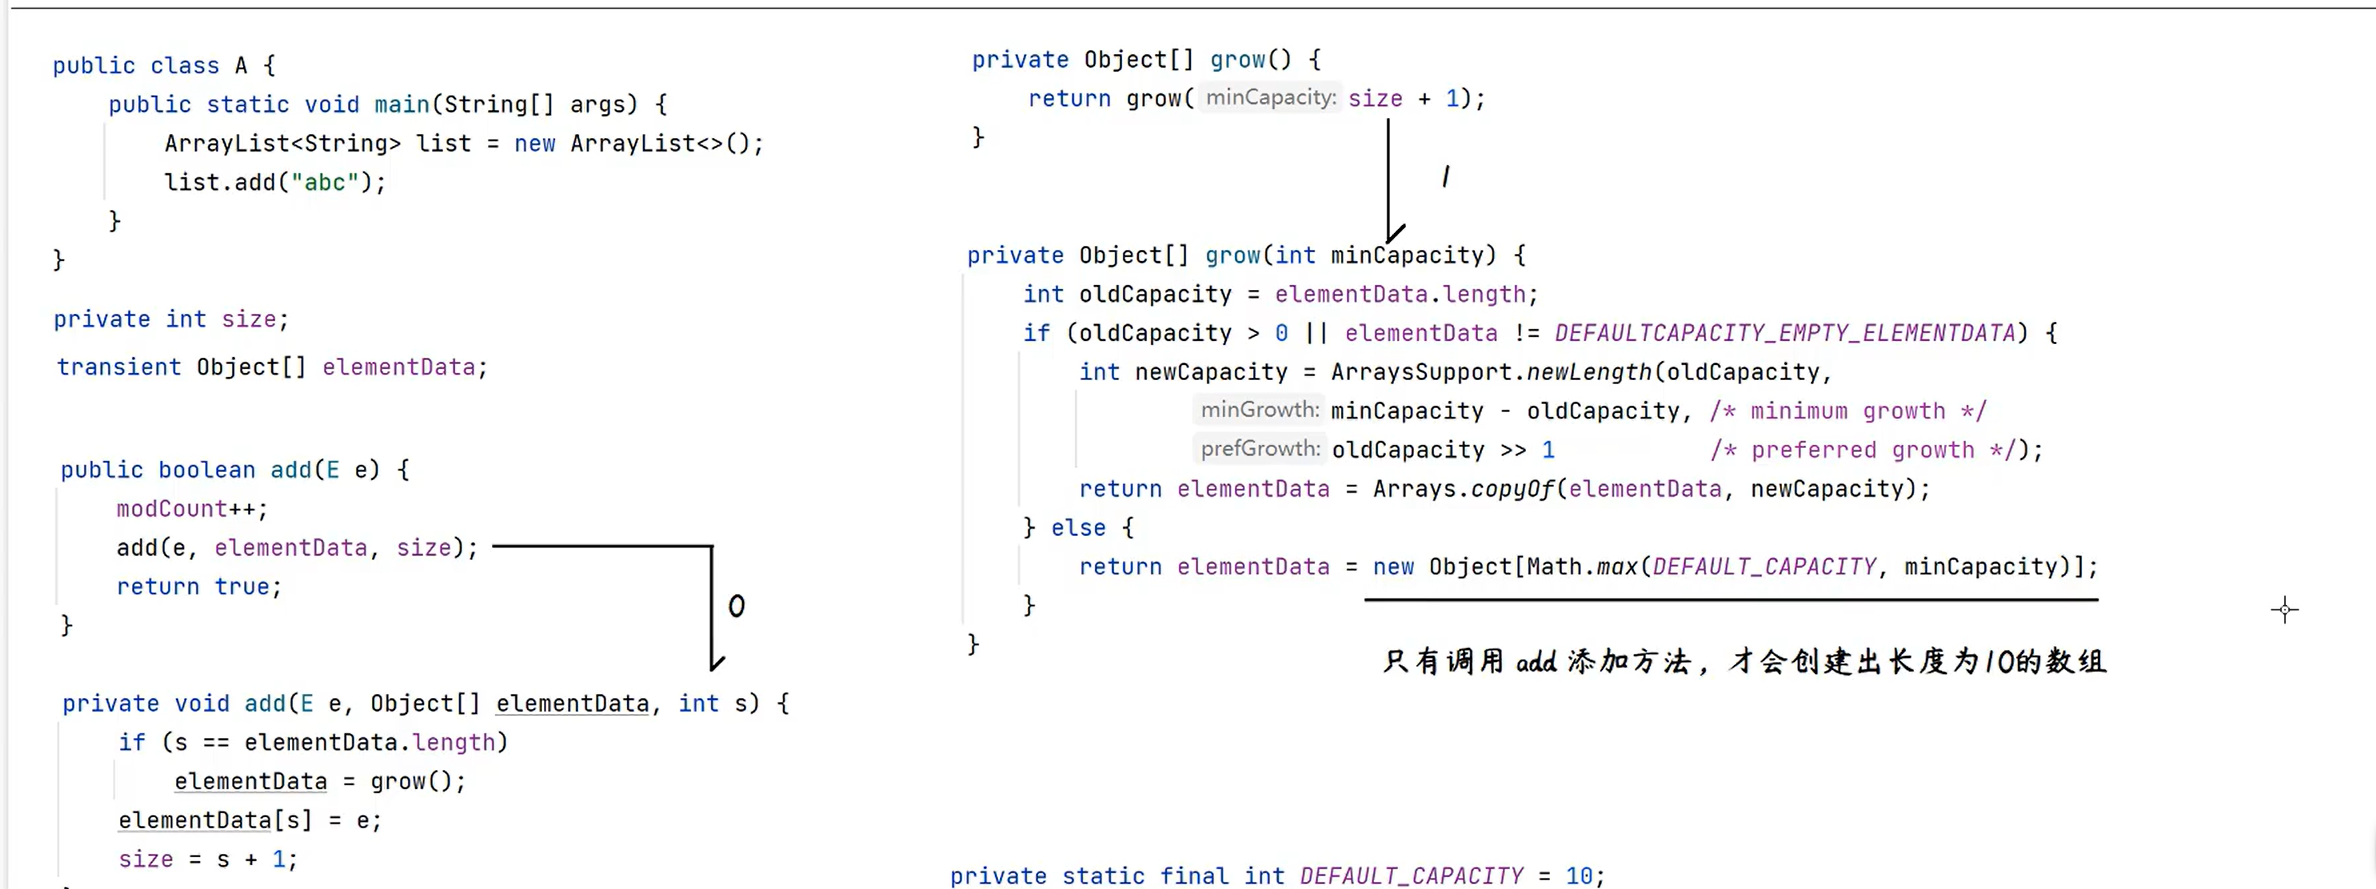 public class A {
public static void main(String[] args) {
ArrayList<String> list = new ArrayList<>();
list.add("abc");
}
}
private int size;
transient Object[] elementData;
public boolean add(E e) {
modCount++;
add(e, elementData, size);
return true;
}
0
private void add(E e, Object[] elementData, int s) {
if (s == elementData.length)
elementData = grow();
elementData[s] = e;
size = s + 1;
private Object[] grow() {
return grow( minCapacity: size + 1);
}
1
private Object[] grow(int minCapacity) {
int oldCapacity = elementData.length;
if (oldCapacity > 0 || elementData != DEFAULTCAPACITY_EMPTY_ELEMENTDATA) {
int newCapacity = ArraysSupport.newLength(oldCapacity,
minGrowth: minCapacity - oldCapacity, /* minimum growth */
prefGrowth: oldCapacity >> 1 /* preferred growth */);
return elementData = Arrays.copyOf(elementData, newCapacity);
} else {
return elementData = new Object[Math.max(DEFAULT_CAPACITY, minCapacity)];
}
}
只有调用 add 添加方法，才会创建出长度为10的数组
private static final int DEFAULT_CAPACITY = 10;